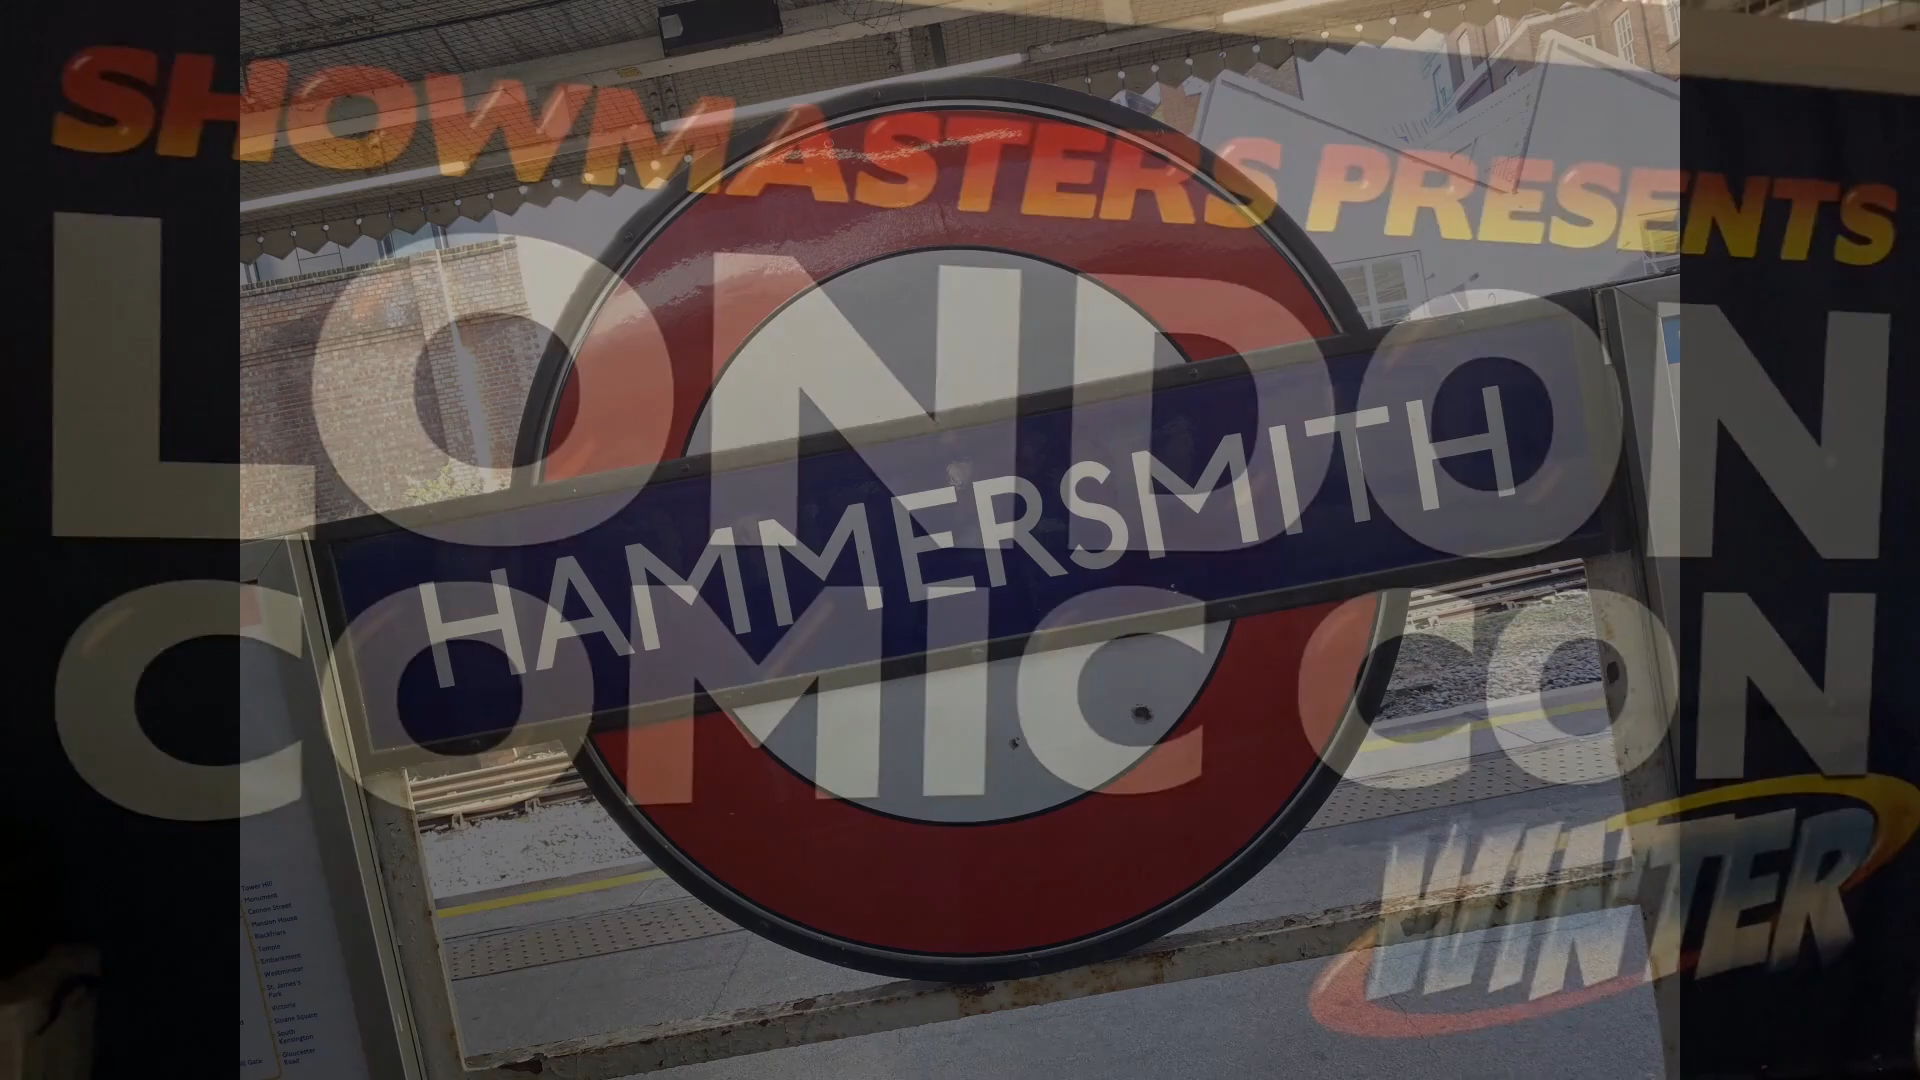 SHOWMASTERS PRESENTS
LONDON
HAMMERSMITH
COMIC CON
WINTER
Tower Hill
Monument
Cannon Street
Mansion House
Blackfriars
Temple
Embankment
Westminster
St. James's
Park
Victoria
Sloane Square
South
Kensington
Gloucester
Road